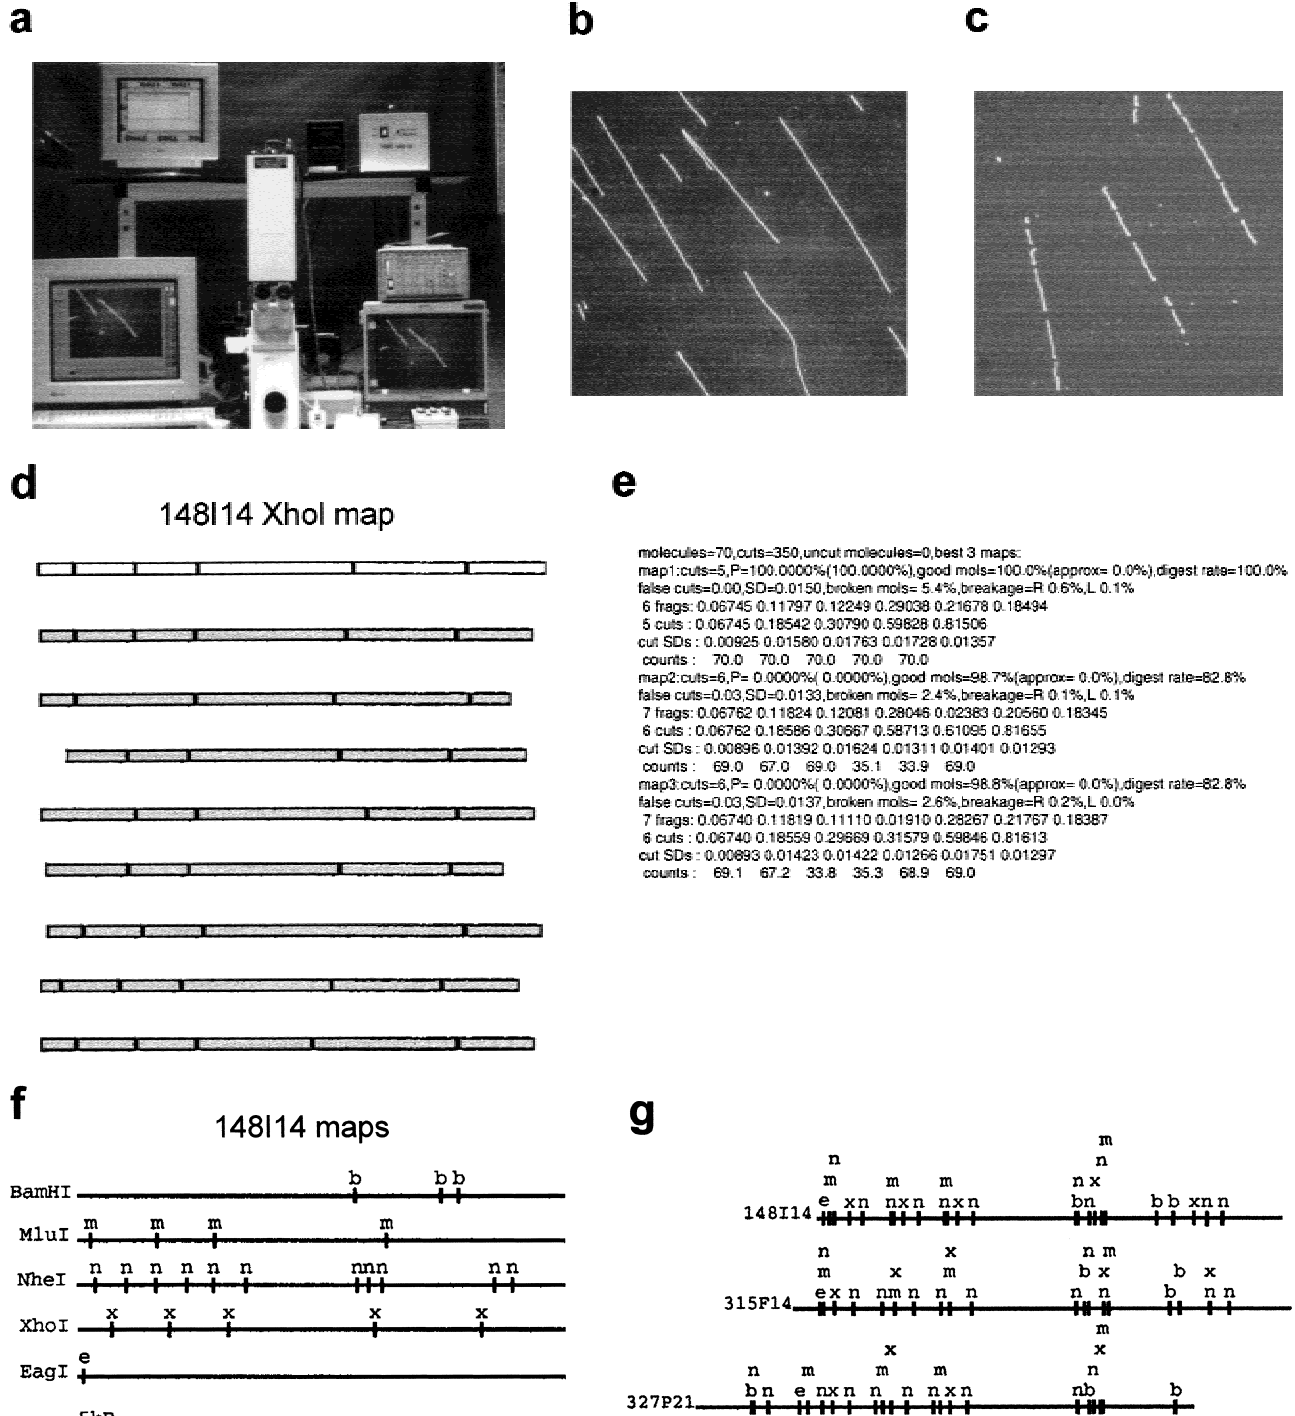 a
b
c
d
148I14 XhoI map
e
molecules=70,cuts=350,uncut molecules=0,best 3 maps:
map1:cuts=5,P=100.0000%(100.0000%),good mols=100.0%(approx= 0.0%),digest rate=100.0%
false cuts=0.00,SD=0.0150,broken mols= 5.4%,breakage=R 0.6%,L 0.1%
6 frags: 0.06745 0.11797 0.12249 0.29038 0.21678 0.18494
5 cuts : 0.06745 0.18542 0.30790 0.59828 0.81506
cut SDs : 0.00925 0.01580 0.01763 0.01728 0.01357
counts : 70.0 70.0 70.0 70.0 70.0
map2:cuts=6,P= 0.0000%( 0.0000%),good mols=98.7%(approx= 0.0%),digest rate=82.8%
false cuts=0.03,SD=0.0133,broken mols= 2.4%,breakage=R 0.1%,L 0.1%
7 frags: 0.06762 0.11824 0.12081 0.28046 0.02383 0.20560 0.18345
6 cuts : 0.06762 0.18586 0.30667 0.58713 0.61095 0.81655
cut SDs : 0.00896 0.01392 0.01624 0.01311 0.01401 0.01293
counts : 69.0 67.0 69.0 35.1 33.9 69.0
map3:cuts=6,P= 0.0000%( 0.0000%),good mols=98.8%(approx= 0.0%),digest rate=82.8%
false cuts=0.03,SD=0.0137,broken mols= 2.6%,breakage=R 0.2%,L 0.0%
7 frags: 0.06740 0.11819 0.11110 0.01910 0.28267 0.21767 0.18387
6 cuts : 0.06740 0.18559 0.29669 0.31579 0.59846 0.81613
cut SDs : 0.00893 0.01423 0.01422 0.01266 0.01751 0.01297
counts : 69.1 67.2 33.8 35.3 68.9 69.0
f
148I14 maps
b b b
BamHI
m m m m
MluI
n n n n n n n n n n n
NheI
x x x x x
XhoI
e
EagI
g
m
n n
m m m n x
e x n n x n n x n b n b b x n n
148I14
n x n m
m x m b x b x
e x n n m n n n n n b n n
315F14
m
x x
n m m m n
b n e n x n n n n x n n b b
327P21